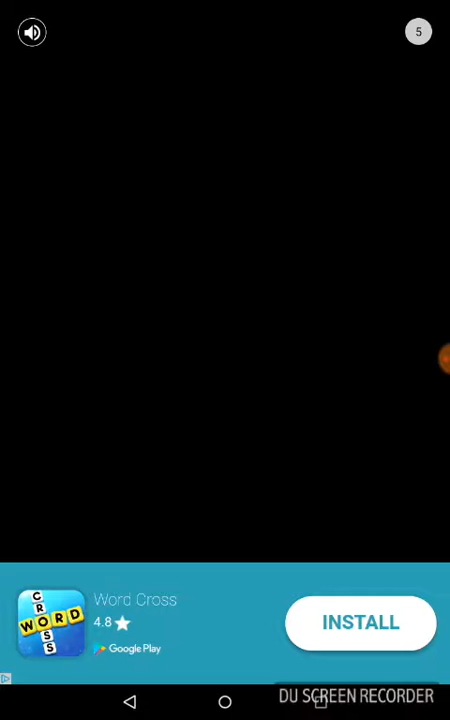 5
Word Cross
4.8
Google Play
INSTALL
CROSS
WORD
DU SCREEN RECORDER